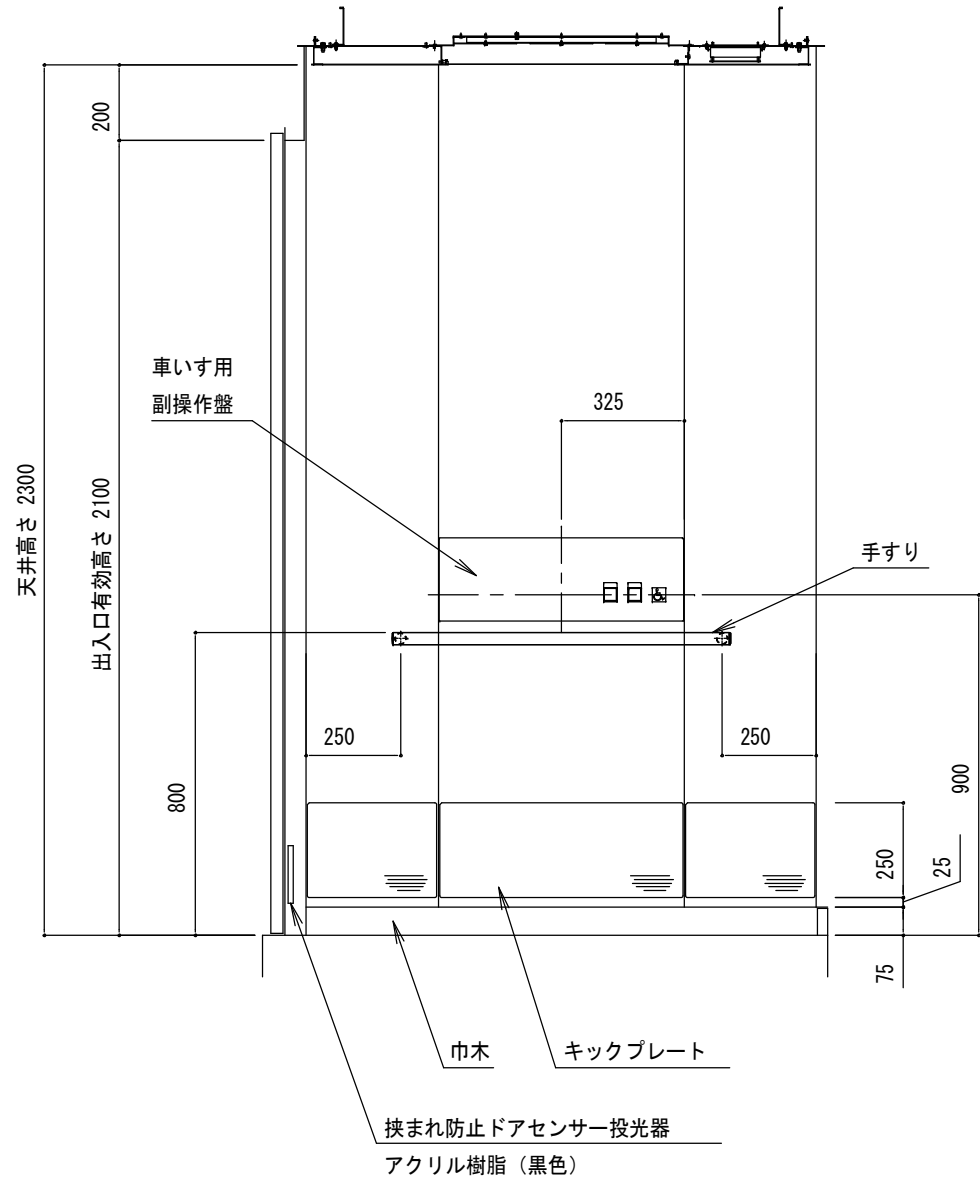 200
車いす用
副操作盤
325
天井高さ 2300
出入口有効高さ 2100
手すり
250
250
800
900
250
25
75
巾木
キックプレート
挟まれ防止ドアセンサー投光器
アクリル樹脂（黒色）